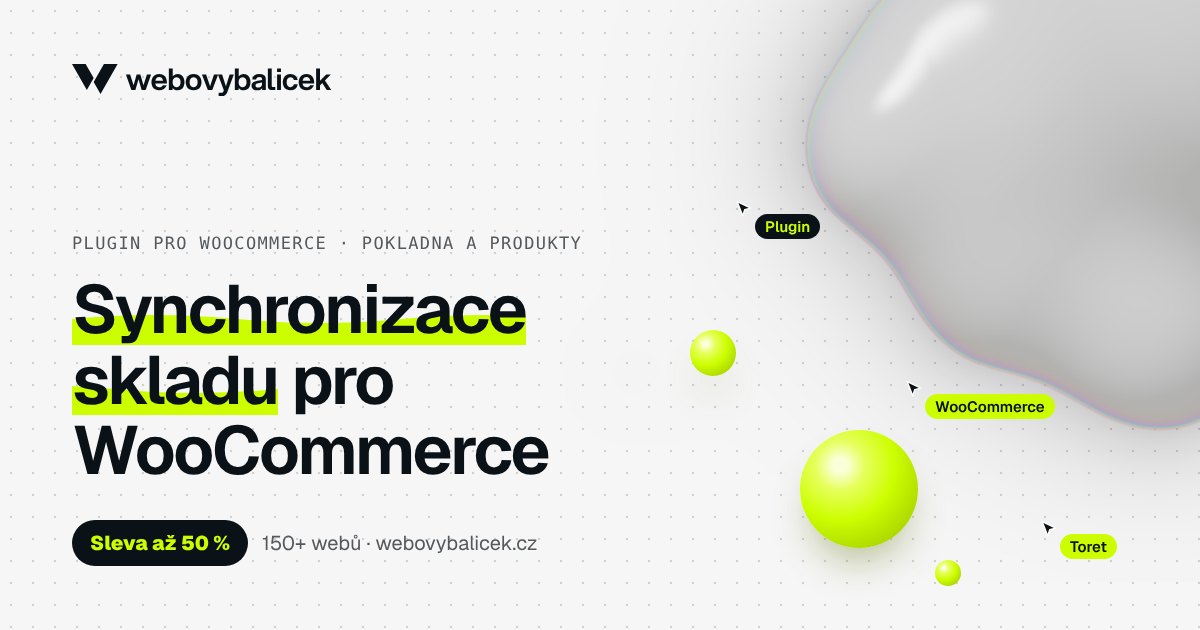 webovybalicek
PLUGIN PRO WOOCOMMERCE · POKLADNA A PRODUKTY
Synchronizace
skladu pro
WooCommerce
Sleva až 50 %
150+ webů · webovybalicek.cz
Plugin
WooCommerce
Toret